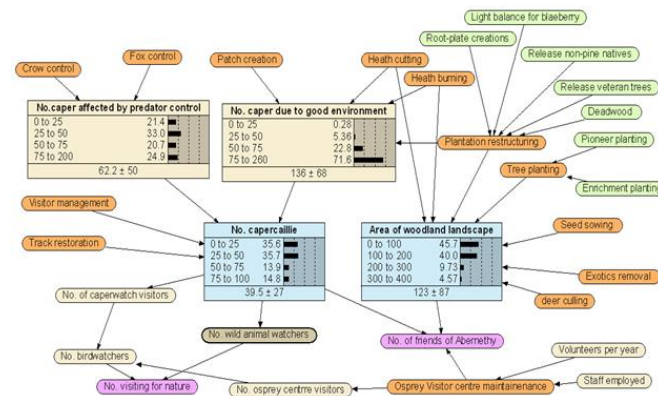 Light balance for blaeberry
Root-plate creations
Fox control
Patch creation
Heath cutting
Release non-pine natives
Crow control
Heath burning
Release veteran trees
No.caper affected by predator control
0 to 25 21.4
25 to 50 33.0
50 to 75 20.7
75 to 200 24.9
62.2 ± 50
No. caper due to good environment
0 to 25 0.28
25 to 50 5.36
50 to 75 22.8
75 to 260 71.6
136 ± 68
Deadwood
Plantation restructuring
Pioneer planting
Tree planting
Enrichment planting
Visitor management
Track restoration
No. capercaillie
0 to 25 35.6
25 to 50 35.7
50 to 75 13.9
75 to 100 14.8
39.5 ± 27
Area of woodland landscape
0 to 100 45.7
100 to 200 40.0
200 to 300 9.73
300 to 400 4.57
123 ± 87
Seed sowing
Exotics removal
deer culling
No. of caperwatch visitors
No. wild animal watchers
No. of friends of Abernethy
No. birdwatchers
Volunteers per year
No. visiting for nature
No. osprey centrre visitors
Osprey Visitor centre maintainenance
Staff employed